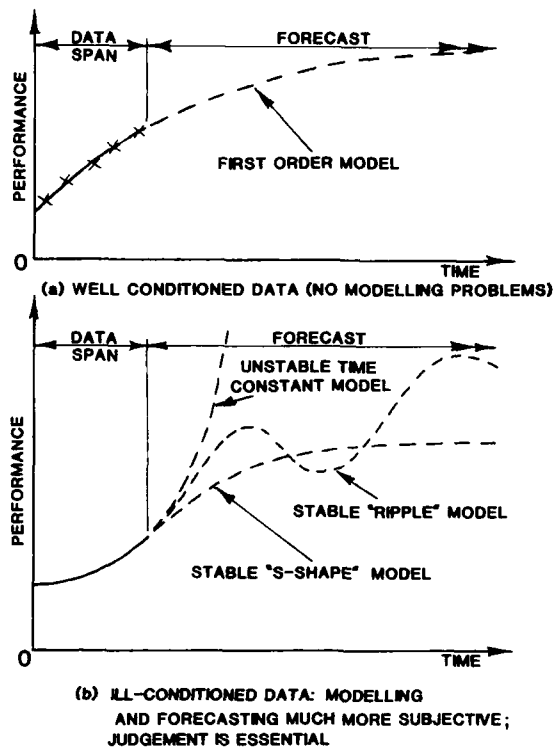 DATA
SPAN
FORECAST
PERFORMANCE
FIRST ORDER MODEL
0
TIME
(a) WELL CONDITIONED DATA (NO MODELLING PROBLEMS)
DATA
SPAN
FORECAST
UNSTABLE TIME
CONSTANT MODEL
PERFORMANCE
STABLE "RIPPLE" MODEL
STABLE "S-SHAPE" MODEL
0
TIME
(b) ILL-CONDITIONED DATA: MODELLING
AND FORECASTING MUCH MORE SUBJECTIVE;
JUDGEMENT IS ESSENTIAL